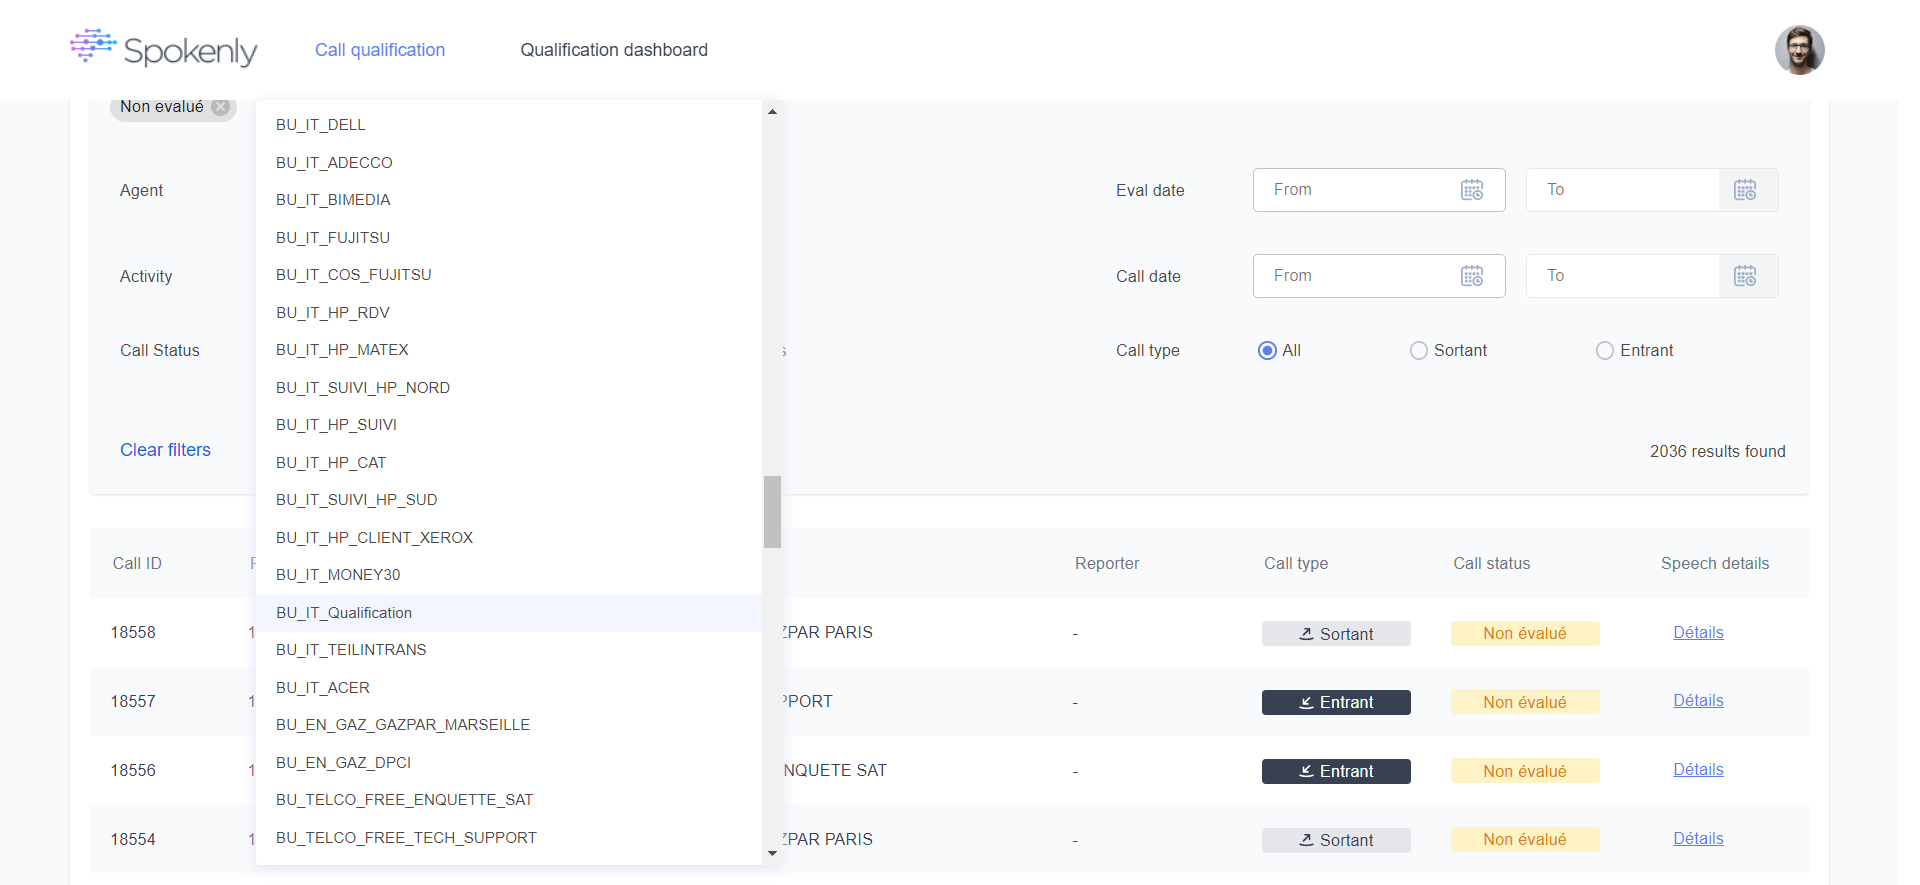 Spokenly
Call qualification
Qualification dashboard
Non evalué
BU_IT_DELL
BU_IT_ADECCO
BU_IT_BIMEDIA
BU_IT_FUJITSU
BU_IT_COS_FUJITSU
BU_IT_HP_RDV
BU_IT_HP_MATEX
BU_IT_SUIVI_HP_NORD
BU_IT_HP_SUIVI
BU_IT_HP_CAT
BU_IT_SUIVI_HP_SUD
BU_IT_HP_CLIENT_XEROX
BU_IT_MONEY30
BU_IT_Qualification
BU_IT_TEILINTRANS
BU_IT_ACER
BU_EN_GAZ_GAZPAR_MARSEILLE
BU_EN_GAZ_DPCI
BU_TELCO_FREE_ENQUETTE_SAT
BU_TELCO_FREE_TECH_SUPPORT
Agent
Eval date From To
Activity
Call date From To
Call Status
Call type All Sortant Entrant
Clear filters
2036 results found
Call ID Reporter Call type Call status Speech details
18558 PAR PARIS - Sortant Non évalué Détails
18557 PORT - Entrant Non évalué Détails
18556 NQUETE SAT - Entrant Non évalué Détails
18554 PAR PARIS - Sortant Non évalué Détails